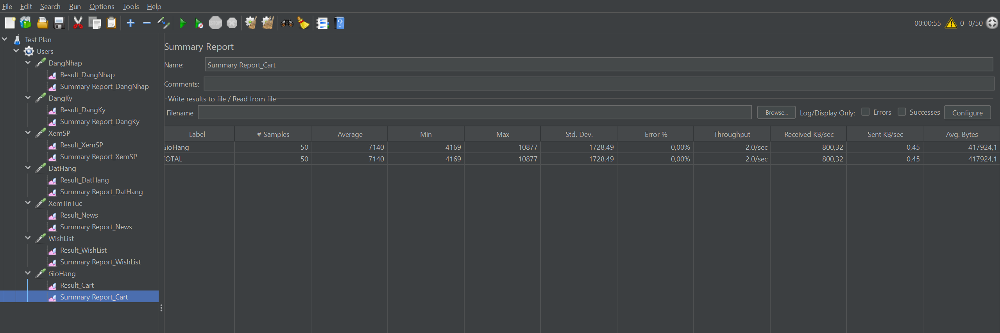 File Edit Search Run Options Tools Help
STOP
00:00:55 0 0/50
Test Plan
Users
DangNhap
Result_DangNhap
Summary Report_DangNhap
DangKy
Result_DangKy
Summary Report_DangKy
XemSP
Result_XemSP
Summary Report_XemSP
DatHang
Result_DatHang
Summary Report_DatHang
XemTinTuc
Result_News
Summary Report_News
WishList
Result_WishList
Summary Report_WishList
GioHang
Result_Cart
Summary Report_Cart
Summary Report
Name: Summary Report_Cart
Comments:
Write results to file / Read from file
Filename Browse... Log/Display Only: Errors Successes Configure
Label # Samples Average Min Max Std. Dev. Error % Throughput Received KB/sec Sent KB/sec Avg. Bytes
GioHang 50 7140 4169 10877 1728,49 0,00% 2,0/sec 800,32 0,45 417924,1
TOTAL 50 7140 4169 10877 1728,49 0,00% 2,0/sec 800,32 0,45 417924,1